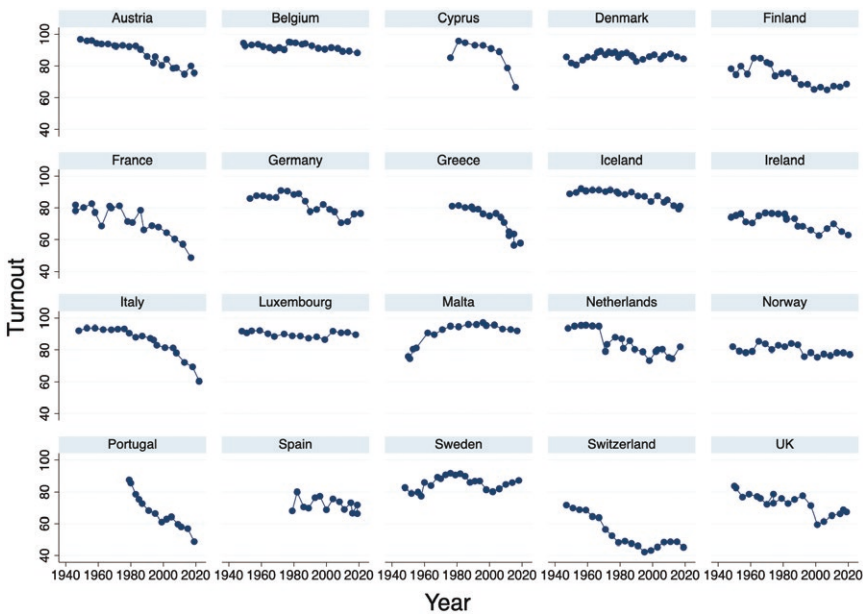 Austria Belgium Cyprus Denmark Finland
100
80
60
40
France Germany Greece Iceland Ireland
100
80
60
40
Italy Luxembourg Malta Netherlands Norway
100
80
60
40
Portugal Spain Sweden Switzerland UK
100
80
60
40
Turnout
1940 1960 1980 2000 2020 1940 1960 1980 2000 2020 1940 1960 1980 2000 2020 1940 1960 1980 2000 2020 1940 1960 1980 2000 2020
Year